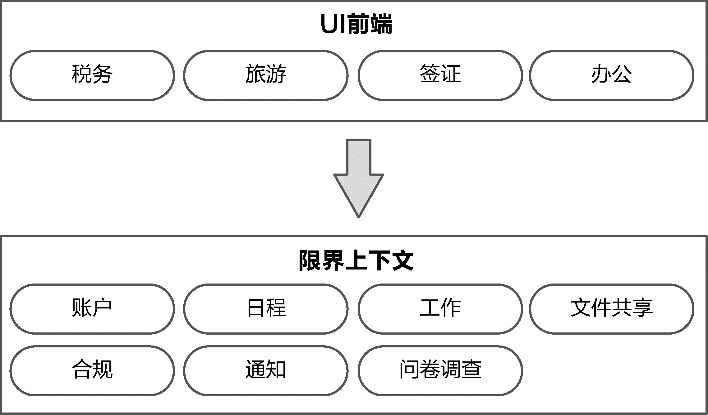 UI前端
税务 旅游 签证 办公
限界上下文
账户 日程 工作 文件共享
合规 通知 问卷调查